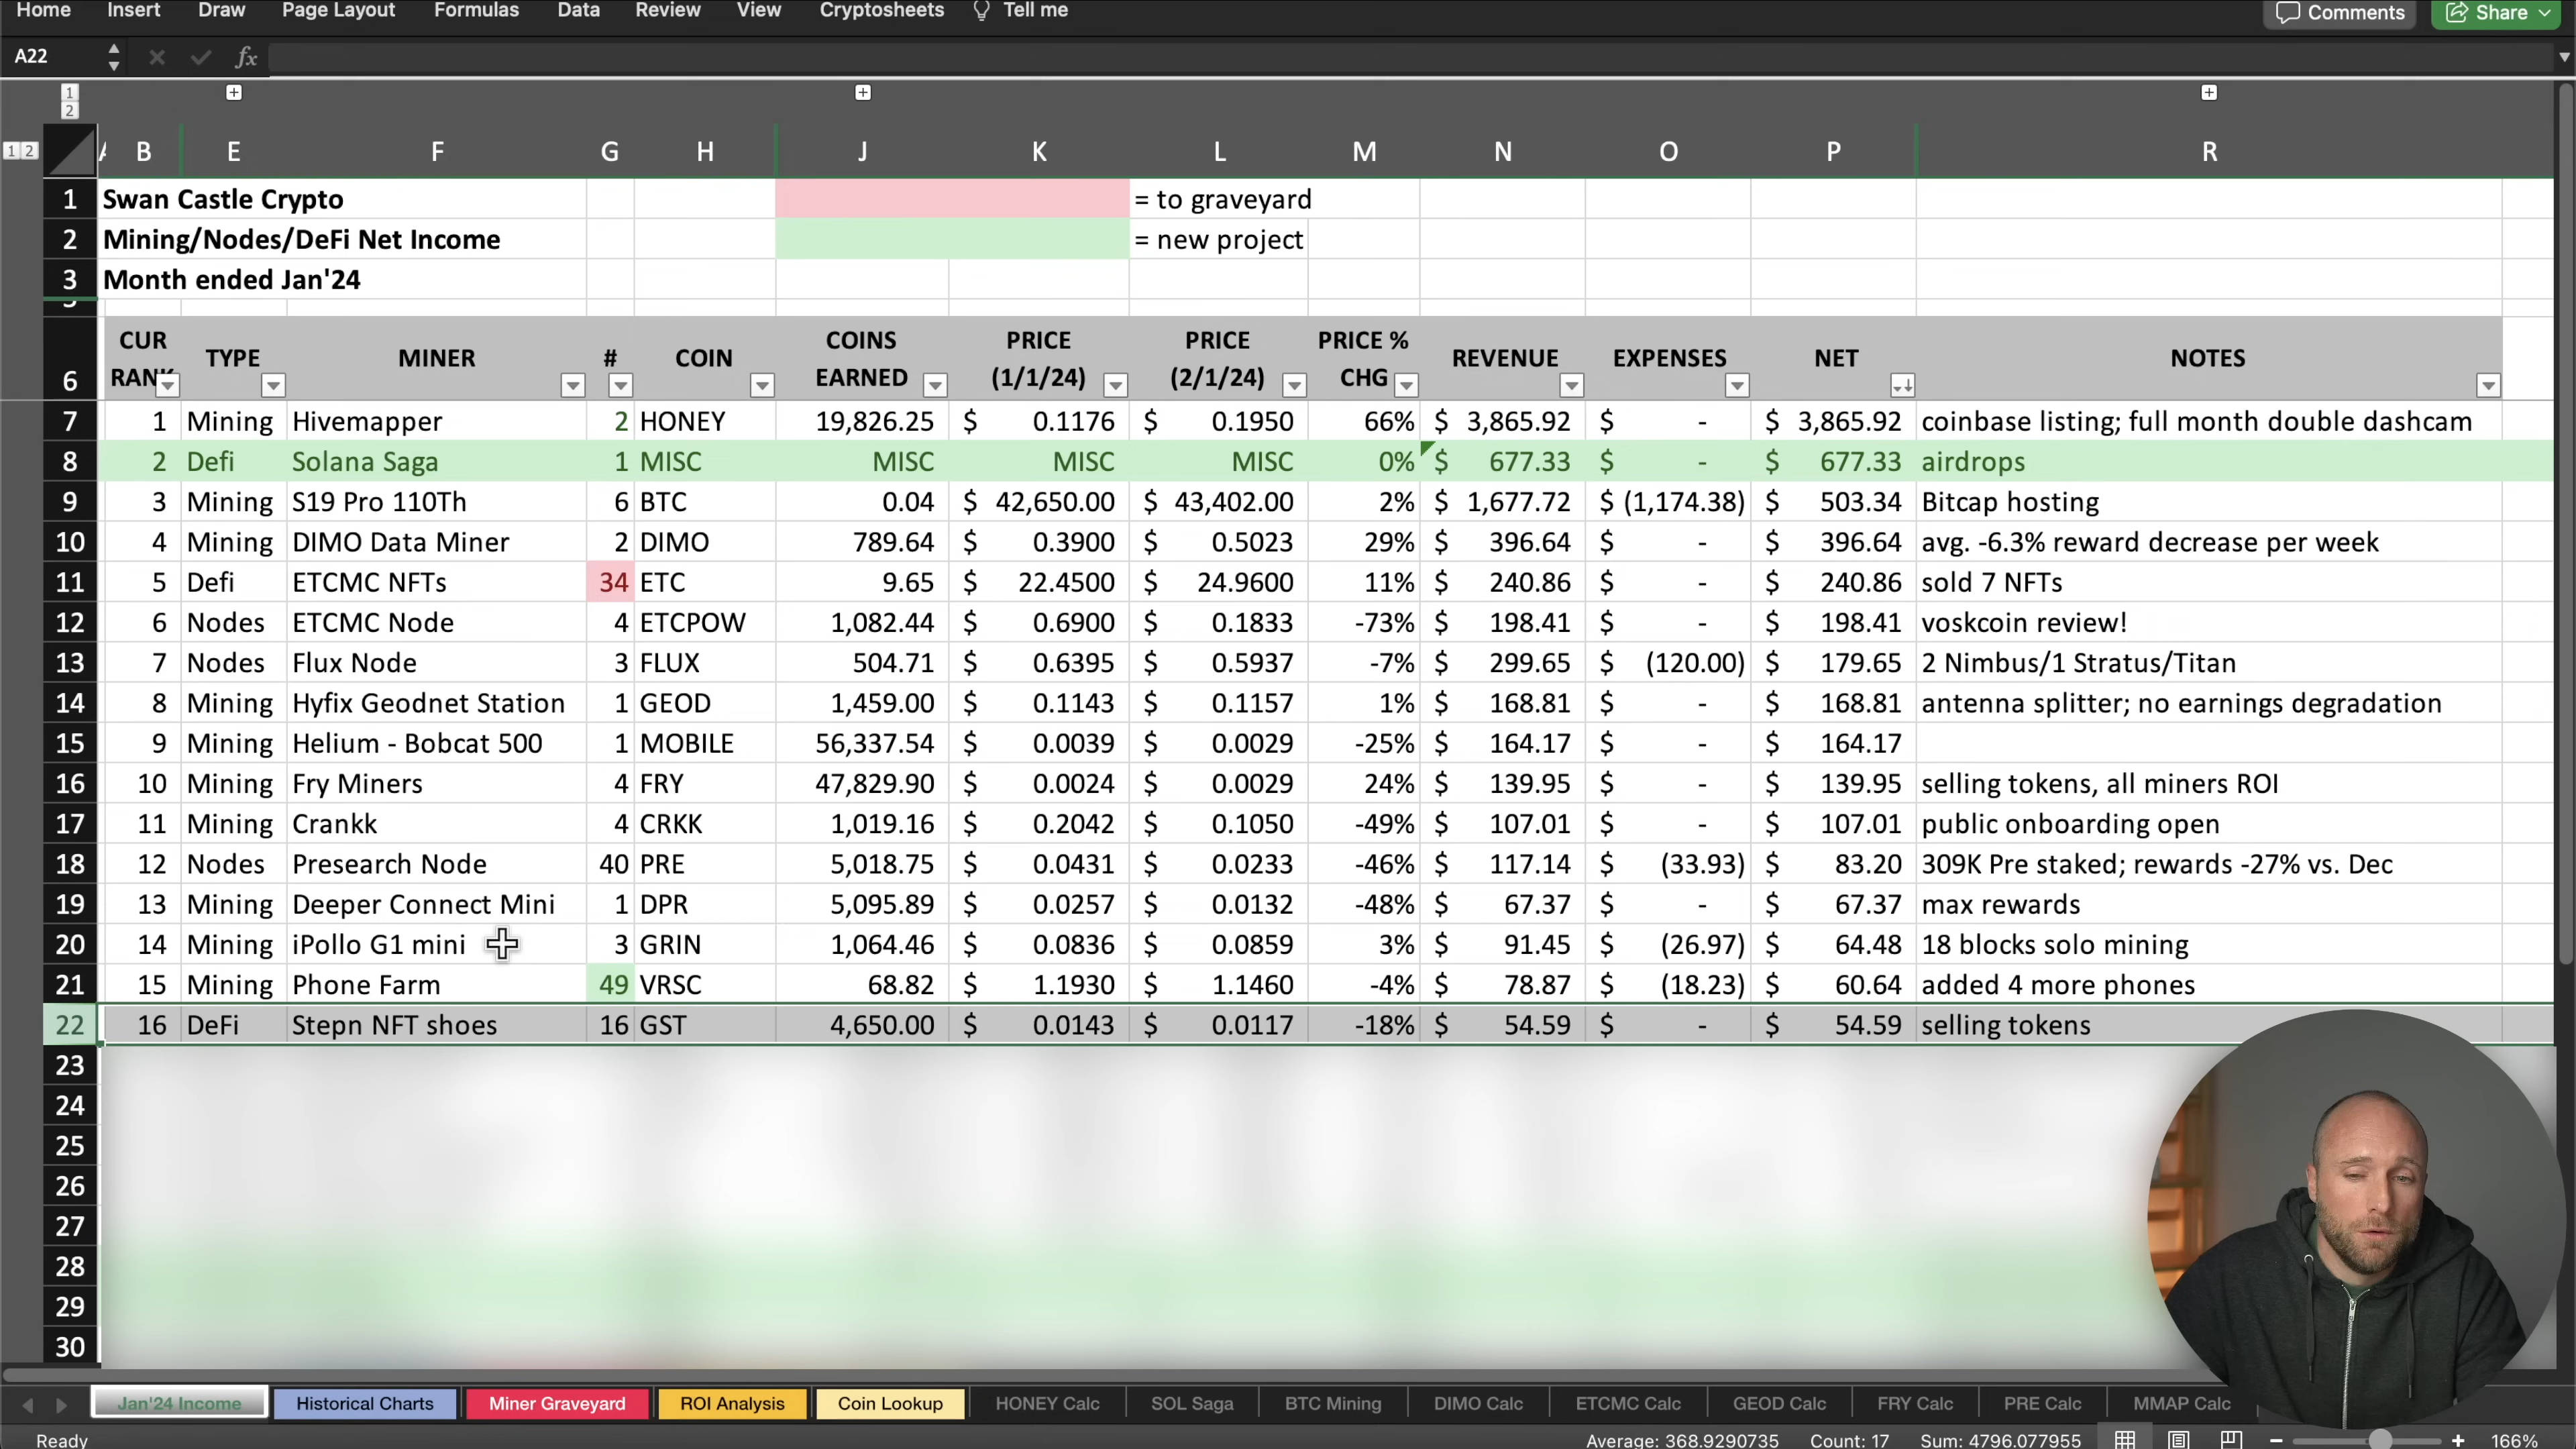 Home Insert Draw Page Layout Formulas Data Review View Cryptosheets Tell me Comments Share
A22 fx
1
2
1 2 B E F G H J K L M N O P R
1 Swan Castle Crypto = to graveyard
2 Mining/Nodes/DeFi Net Income = new project
3 Month ended Jan'24
6 CUR RANK TYPE MINER # COIN COINS EARNED PRICE (1/1/24) PRICE (2/1/24) PRICE % CHG REVENUE EXPENSES NET NOTES
7 1 Mining Hivemapper 2 HONEY 19,826.25 $ 0.1176 $ 0.1950 66% $ 3,865.92 $ - $ 3,865.92 coinbase listing; full month double dashcam
8 2 Defi Solana Saga 1 MISC MISC MISC MISC 0% $ 677.33 $ - $ 677.33 airdrops
9 3 Mining S19 Pro 110Th 6 BTC 0.04 $ 42,650.00 $ 43,402.00 2% $ 1,677.72 $ (1,174.38) $ 503.34 Bitcap hosting
10 4 Mining DIMO Data Miner 2 DIMO 789.64 $ 0.3900 $ 0.5023 29% $ 396.64 $ - $ 396.64 avg. -6.3% reward decrease per week
11 5 Defi ETCMC NFTs 34 ETC 9.65 $ 22.4500 $ 24.9600 11% $ 240.86 $ - $ 240.86 sold 7 NFTs
12 6 Nodes ETCMC Node 4 ETCPOW 1,082.44 $ 0.6900 $ 0.1833 -73% $ 198.41 $ - $ 198.41 voskcoin review!
13 7 Nodes Flux Node 3 FLUX 504.71 $ 0.6395 $ 0.5937 -7% $ 299.65 $ (120.00) $ 179.65 2 Nimbus/1 Stratus/Titan
14 8 Mining Hyfix Geodnet Station 1 GEOD 1,459.00 $ 0.1143 $ 0.1157 1% $ 168.81 $ - $ 168.81 antenna splitter; no earnings degradation
15 9 Mining Helium - Bobcat 500 1 MOBILE 56,337.54 $ 0.0039 $ 0.0029 -25% $ 164.17 $ - $ 164.17
16 10 Mining Fry Miners 4 FRY 47,829.90 $ 0.0024 $ 0.0029 24% $ 139.95 $ - $ 139.95 selling tokens, all miners ROI
17 11 Mining Crankk 4 CRKK 1,019.16 $ 0.2042 $ 0.1050 -49% $ 107.01 $ - $ 107.01 public onboarding open
18 12 Nodes Presearch Node 40 PRE 5,018.75 $ 0.0431 $ 0.0233 -46% $ 117.14 $ (33.93) $ 83.20 309K Pre staked; rewards -27% vs. Dec
19 13 Mining Deeper Connect Mini 1 DPR 5,095.89 $ 0.0257 $ 0.0132 -48% $ 67.37 $ - $ 67.37 max rewards
20 14 Mining iPollo G1 mini 3 GRIN 1,064.46 $ 0.0836 $ 0.0859 3% $ 91.45 $ (26.97) $ 64.48 18 blocks solo mining
21 15 Mining Phone Farm 49 VRSC 68.82 $ 1.1930 $ 1.1460 -4% $ 78.87 $ (18.23) $ 60.64 added 4 more phones
22 16 DeFi Stepn NFT shoes 16 GST 4,650.00 $ 0.0143 $ 0.0117 -18% $ 54.59 $ - $ 54.59 selling tokens
23
24
25
26
27
28
29
30
Jan'24 Income Historical Charts Miner Graveyard ROI Analysis Coin Lookup HONEY Calc SOL Saga BTC Mining DIMO Calc ETCMC Calc GEOD Calc FRY Calc PRE Calc MMAP Calc
Ready Average: 368.9290735 Count: 17 Sum: 4796.077955 166%